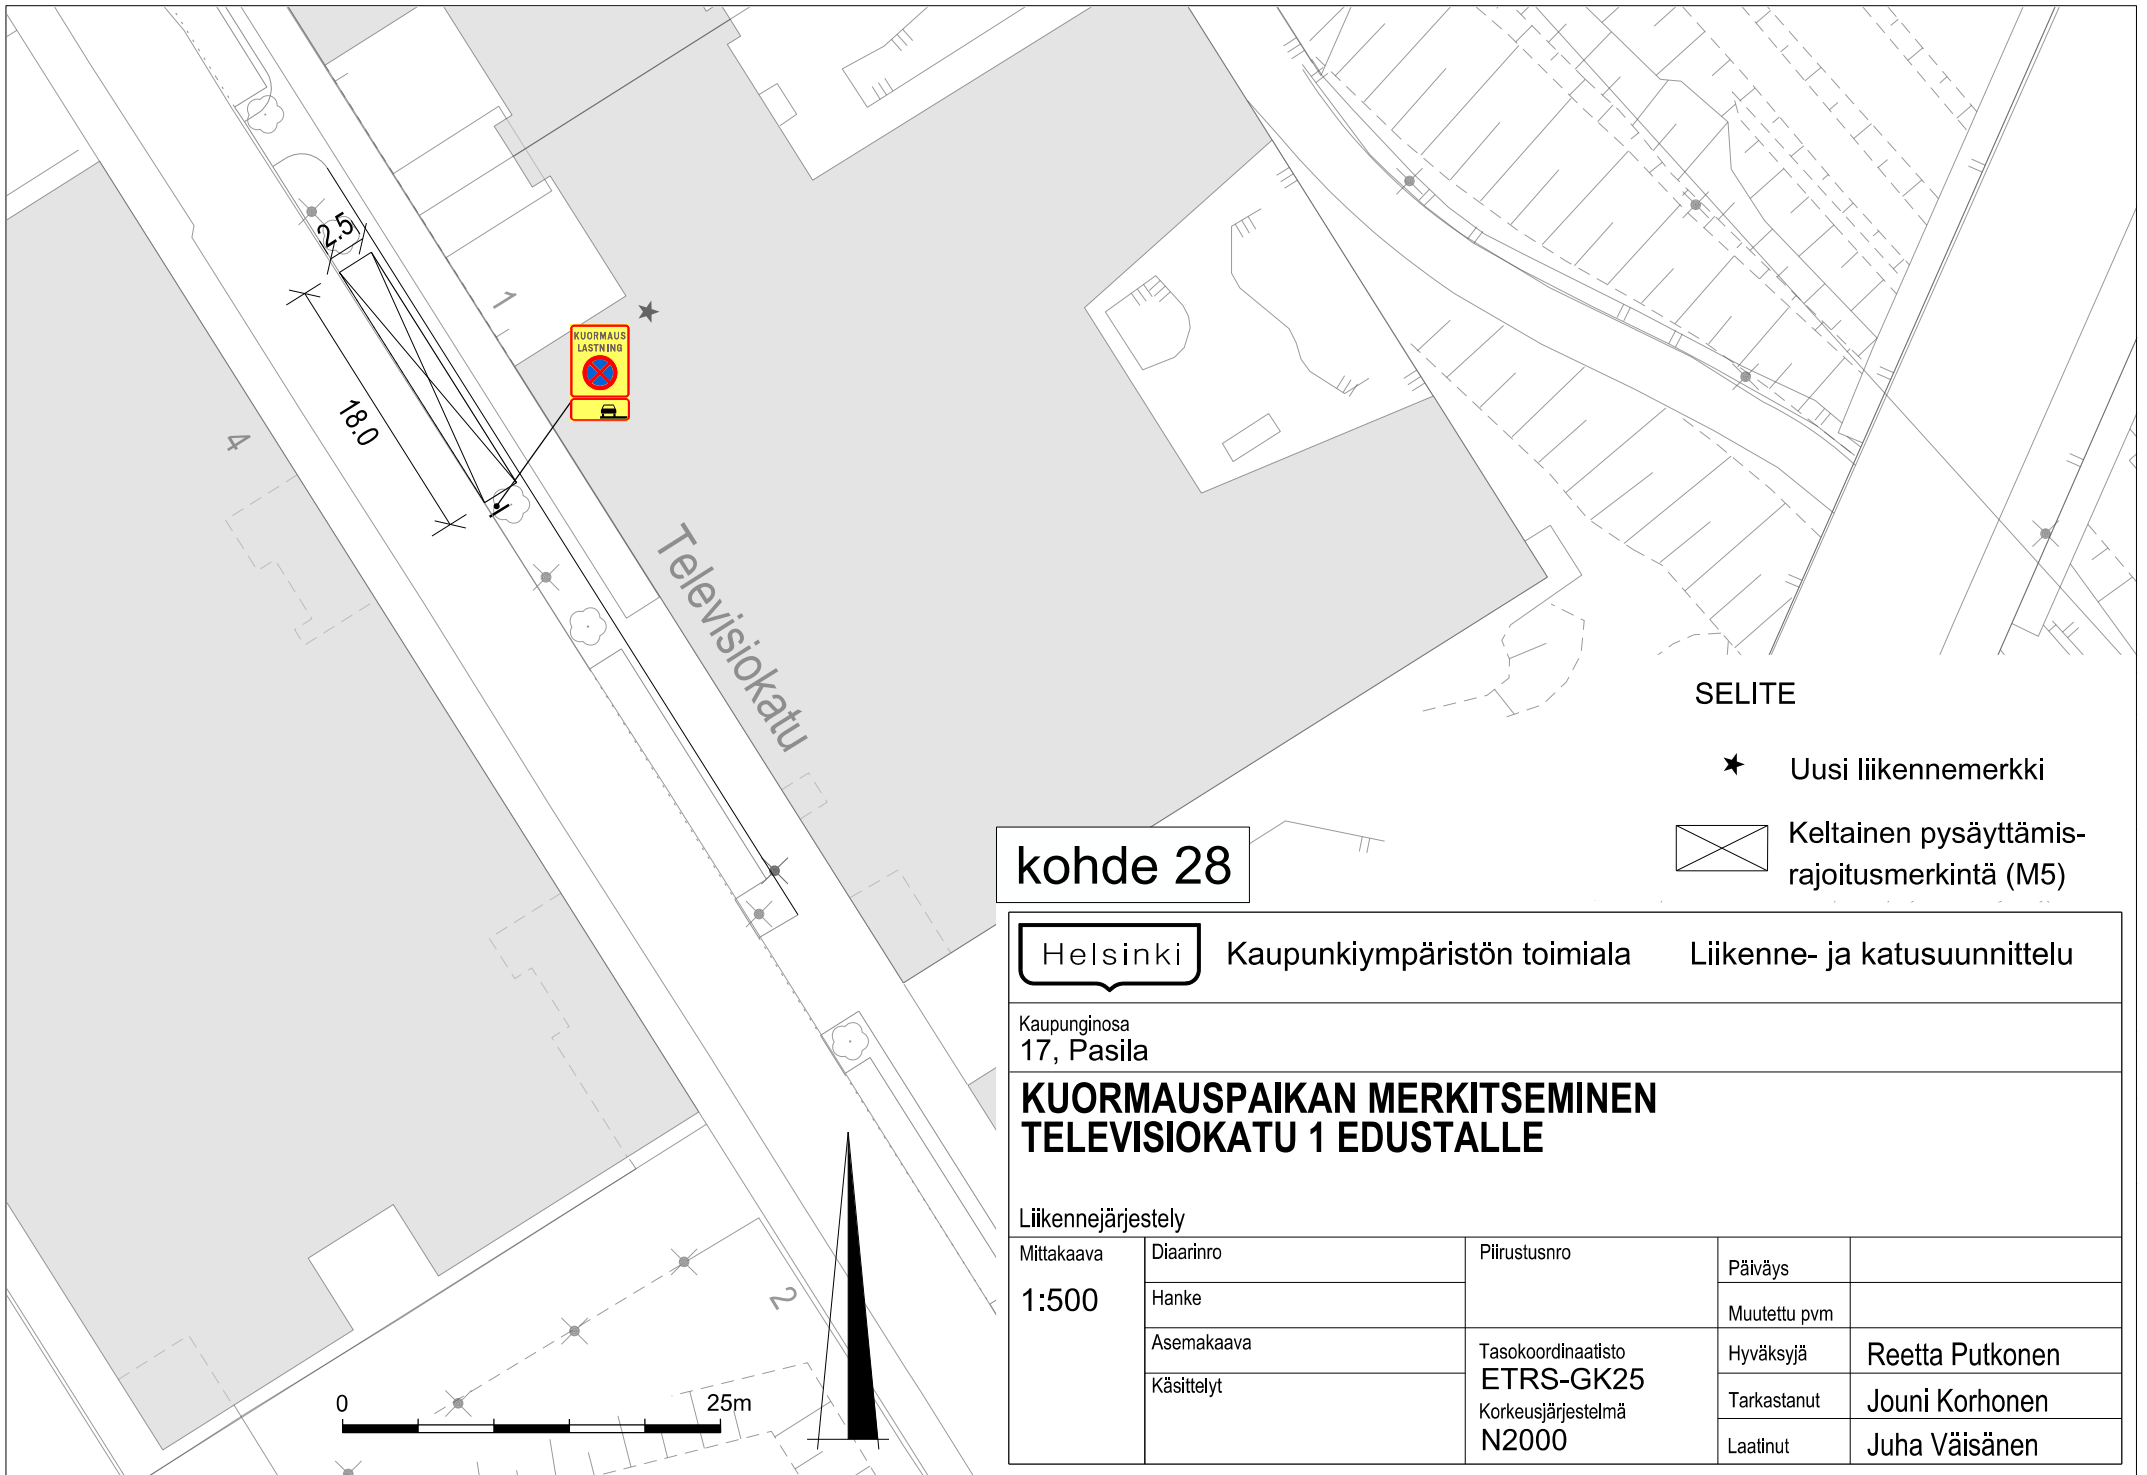 2.5
18.0
1
KUORMAUS
LASTNING
4
Televisiokatu
2
0 25m
SELITE
Uusi liikennemerkki
Keltainen pysäyttämis-
rajoitusmerkintä (M5)
kohde 28
Helsinki Kaupunkiympäristön toimiala Liikenne- ja katusuunnittelu
Kaupunginosa
17, Pasila
KUORMAUSPAIKAN MERKITSEMINEN
TELEVISIOKATU 1 EDUSTALLE
Liikennejärjestely
Mittakaava
1:500
Diaarinro
Hanke
Asemakaava
Käsittelyt
Piirustusnro
Tasokoordinaatisto
ETRS-GK25
Korkeusjärjestelmä
N2000
Päiväys
Muutettu pvm
Hyväksyjä Reetta Putkonen
Tarkastanut Jouni Korhonen
Laatinut Juha Väisänen